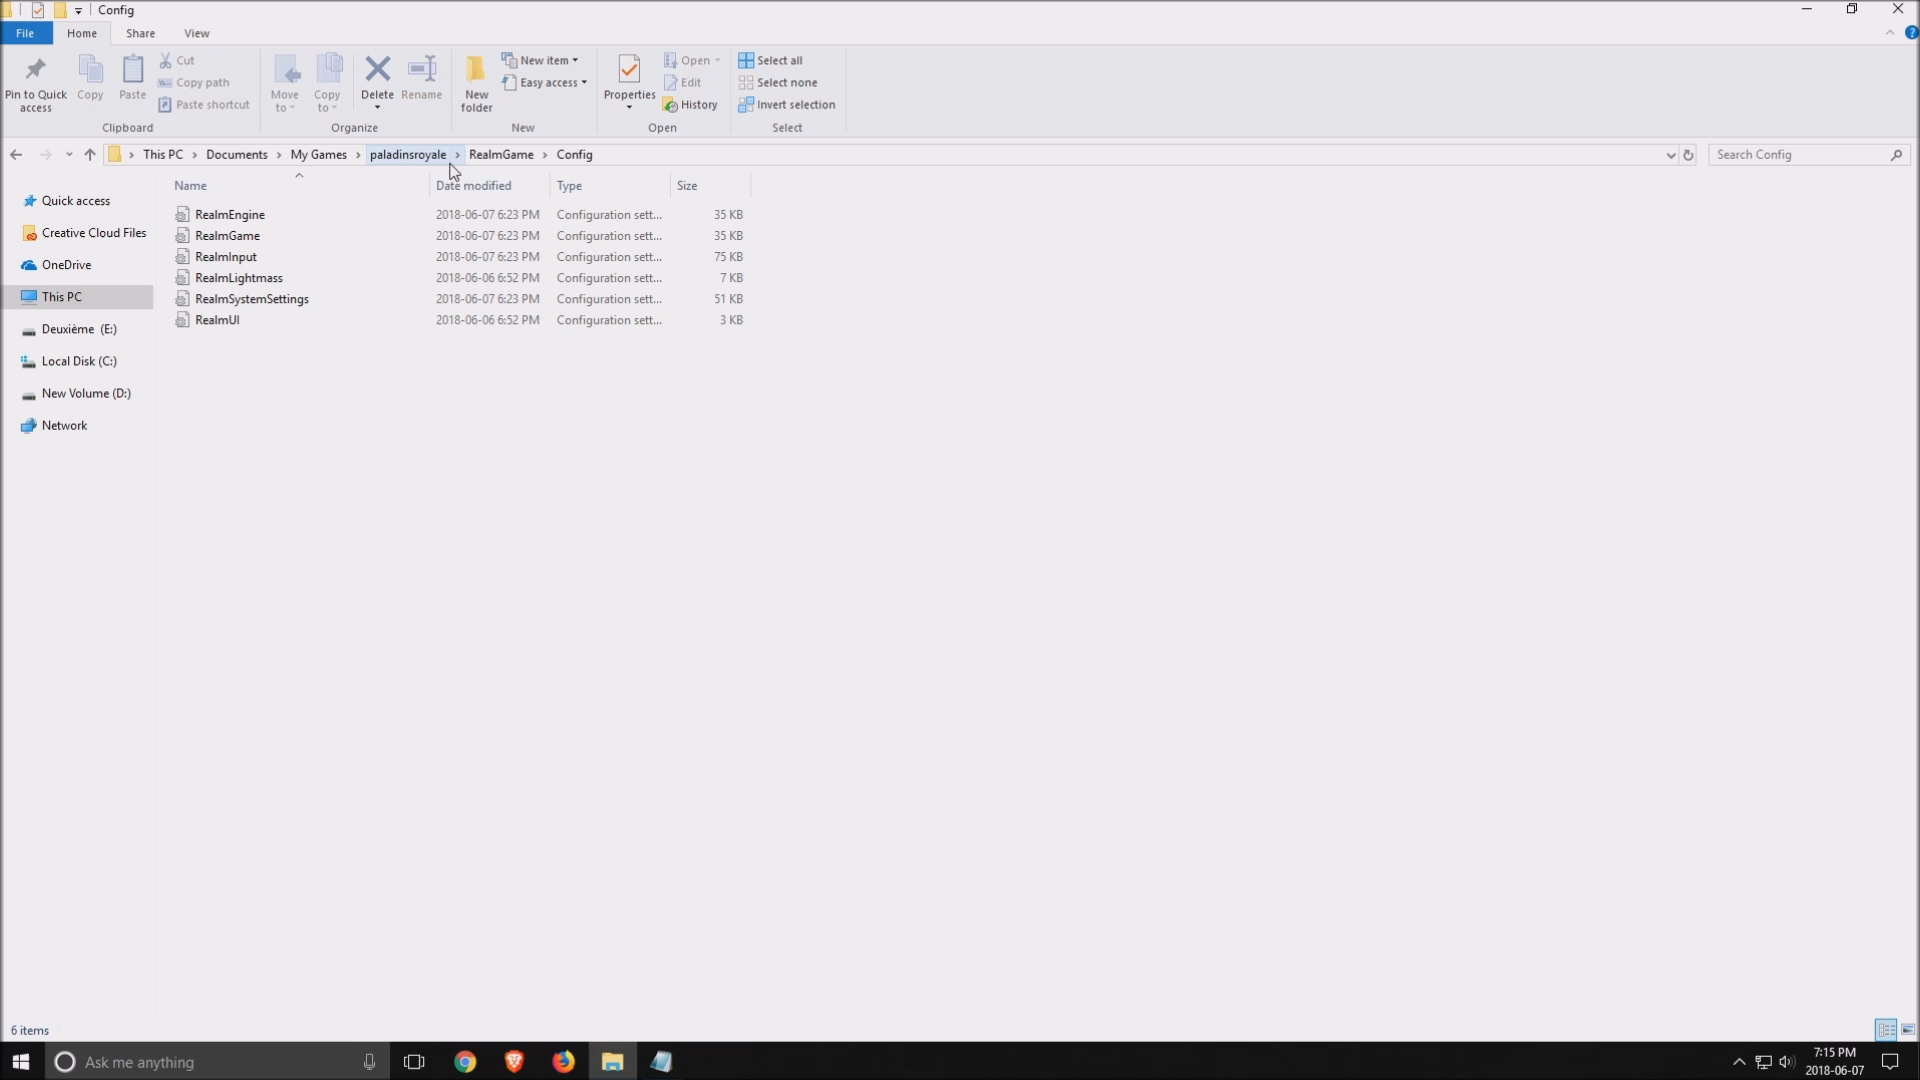 Config
File Home Share View
Pin to Quick access
Copy
Paste
Cut
Copy path
Paste shortcut
Clipboard
Move to
Copy to
Delete
Rename
Organize
New folder
New item
Easy access
New
Properties
Open
Edit
History
Open
Select all
Select none
Invert selection
Select
This PC > Documents > My Games > paladinsroyale > RealmGame > Config
Search Config
Name Date modified Type Size
Quick access
Creative Cloud Files
OneDrive
This PC
Deuxième (E:)
Local Disk (C:)
New Volume (D:)
Network
RealmEngine 2018-06-07 6:23 PM Configuration sett... 35 KB
RealmGame 2018-06-07 6:23 PM Configuration sett... 35 KB
RealmInput 2018-06-07 6:23 PM Configuration sett... 75 KB
RealmLightmass 2018-06-06 6:52 PM Configuration sett... 7 KB
RealmSystemSettings 2018-06-07 6:23 PM Configuration sett... 51 KB
RealmUI 2018-06-06 6:52 PM Configuration sett... 3 KB
6 items
Ask me anything
7:15 PM
2018-06-07